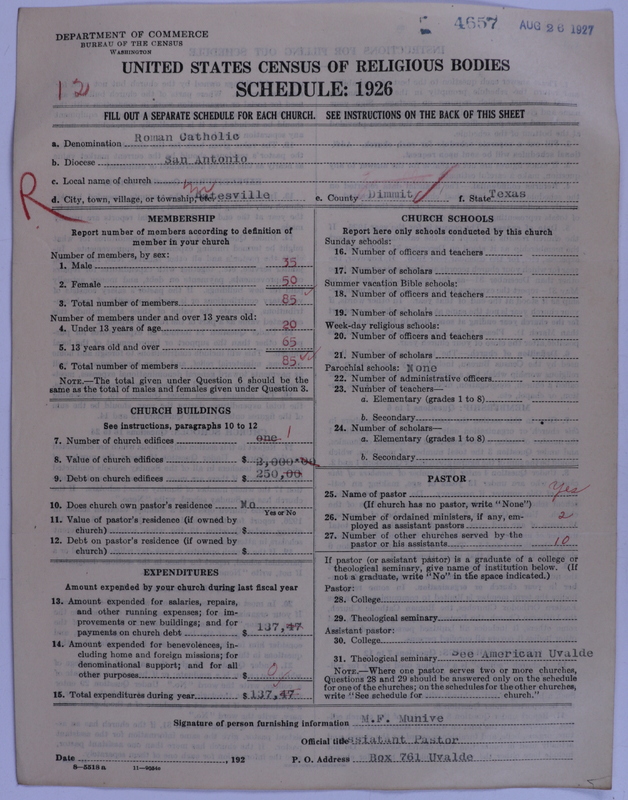 4657 AUG 26 1927
DEPARTMENT OF COMMERCE
BUREAU OF THE CENSUS
WASHINGTON
12
UNITED STATES CENSUS OF RELIGIOUS BODIES
SCHEDULE: 1926
FILL OUT A SEPARATE SCHEDULE FOR EACH CHURCH. SEE INSTRUCTIONS ON THE BACK OF THIS SHEET
a. Denomination Roman Catholic
b. Diocese San Antonio
c. Local name of church
R
d. City, town, village, or township, e. County Dimmit f. State Texas
MEMBERSHIP
Report number of members according to definition of
member in your church
Number of members, by sex:
1. Male 35
2. Female 50
3. Total number of members 85
Number of members under and over 13 years old:
4. Under 13 years of age 20
5. 13 years old and over 65
6. Total number of members 85
NOTE.—The total given under Question 6 should be the
same as the total of males and females given under Question 3.
CHURCH BUILDINGS
See instructions, paragraphs 10 to 12
7. Number of church edifices one 1
8. Value of church edifices $ 2,000.00
9. Debt on church edifices $ 250,00
10. Does church own pastor's residence No
Yes or No
11. Value of pastor's residence (if owned by
church) $
12. Debt on pastor's residence (if owned by
church) $
EXPENDITURES
Amount expended by your church during last fiscal year
13. Amount expended for salaries, repairs,
and other running expenses; for im-
provements or new buildings; and for
payments on church debt $ 137,47
14. Amount expended for benevolences, in-
cluding home and foreign missions; for
denominational support; and for all
other purposes $ 0
15. Total expenditures during year $ 137,47
CHURCH SCHOOLS
Report here only schools conducted by this church
Sunday schools:
16. Number of officers and teachers
17. Number of scholars
Summer vacation Bible schools:
18. Number of officers and teachers
19. Number of scholars
Week-day religious schools:
20. Number of officers and teachers
21. Number of scholars
Parochial schools: None
22. Number of administrative officers
23. Number of teachers—
a. Elementary (grades 1 to 8)
b. Secondary
24. Number of scholars—
a. Elementary (grades 1 to 8)
b. Secondary
PASTOR
25. Name of pastor Yes
(If church has no pastor, write "None")
26. Number of ordained ministers, if any, em-
ployed as assistant pastors 2
27. Number of other churches served by the
pastor or his assistants 10
If pastor (or assistant pastor) is a graduate of a college or
theological seminary, give name of institution below. (If
not a graduate, write "No" in the space indicated.)
Pastor:
28. College
29. Theological seminary
Assistant pastor:
30. College
31. Theological seminary See American Uvalde
NOTE.—Where one pastor serves two or more churches,
Questions 28 and 29 should be answered only on the schedule
for one of the churches; on the schedules for the other churches,
write "See schedule for church."
Signature of person furnishing information M.F. Munive
Official title Assistant Pastor
Date , 192 P. O. Address Box 761 Uvalde
8—5518 a 11—9054